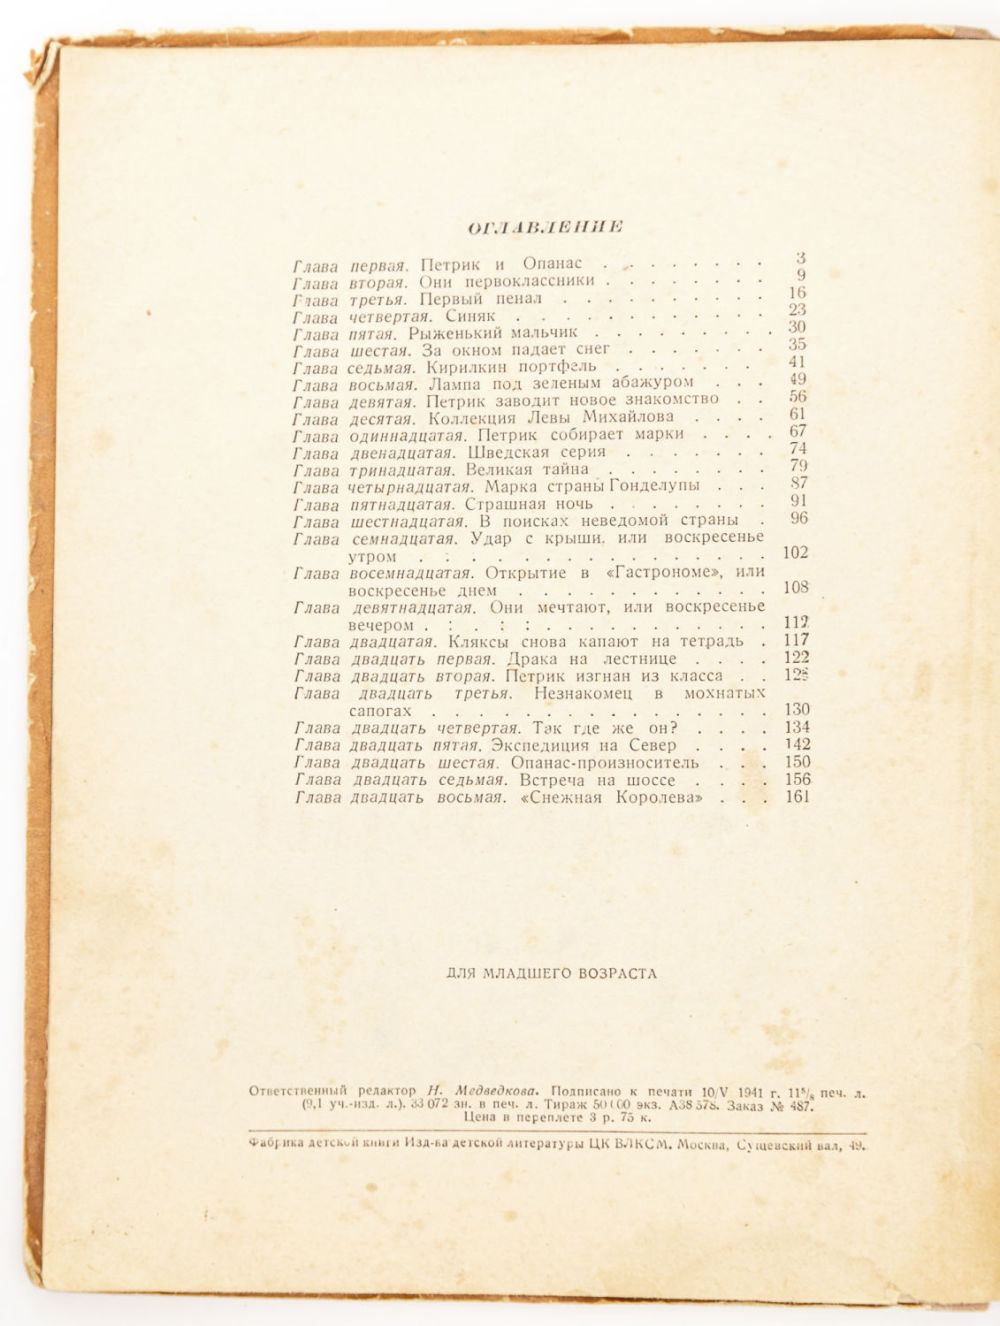 ОГЛАВЛЕНИЕ
Глава первая. Петрик и Опанас . . . . . . . . 3
Глава вторая. Они первоклассники . . . . . . . 9
Глава третья. Первый пенал . . . . . . . . . 16
Глава четвертая. Синяк . . . . . . . . . . . 23
Глава пятая. Рыженький мальчик . . . . . . . . . 30
Глава шестая. За окном падает снег . . . . . . . 35
Глава седьмая. Кирилкин портфель . . . . . . . 41
Глава восьмая. Лампа под зеленым абажуром . . . 49
Глава девятая. Петрик заводит новое знакомство . . 56
Глава десятая. Коллекция Левы Михайлова . . . . 61
Глава одиннадцатая. Петрик собирает марки . . . . 67
Глава двенадцатая. Шведская серия . . . . . . . 74
Глава тринадцатая. Великая тайна . . . . . . . . 79
Глава четырнадцатая. Марка страны Гонделупы . . . 87
Глава пятнадцатая. Страшная ночь . . . . . . . . 91
Глава шестнадцатая. В поисках неведомой страны . 96
Глава семнадцатая. Удар с крыши, или воскресенье
утром . . . . . . . . . . . . . . . 102
Глава восемнадцатая. Открытие в «Гастрономе», или
воскресенье днем . . . . . . . . . . . . 108
Глава девятнадцатая. Они мечтают, или воскресенье
вечером . : . : : . . . . . . . . . 112
Глава двадцатая. Кляксы снова капают на тетрадь . 117
Глава двадцать первая. Драка на лестнице . . . . 122
Глава двадцать вторая. Петрик изгнан из класса . .
Глава двадцать третья. Незнакомец в мохнатых
сапогах . . . . . . . . . . . . . . . 130
Глава двадцать четвертая. Так где же он? . . . . 134
Глава двадцать пятая. Экспедиция на Север . . . . 142
Глава двадцать шестая. Опанас-произноситель . . . 150
Глава двадцать седьмая. Встреча на шоссе . . . . 156
Глава двадцать восьмая. «Снежная Королева» . . . 161
ДЛЯ МЛАДШЕГО ВОЗРАСТА
Ответственный редактор Н. Медведкова. Подписано к печати 10/V 1941 г. печ. л.
(9,1 уч.-изд. л.). 33 072 зн. в печ. л. Тираж 50 000 экз. А38 578. Заказ № 487.
Цена в переплете 3 р. 75 к.
Фабрика детской книги Изд-ва детской литературы ЦК ВЛКСМ. Москва, Сущевский вал, 49.